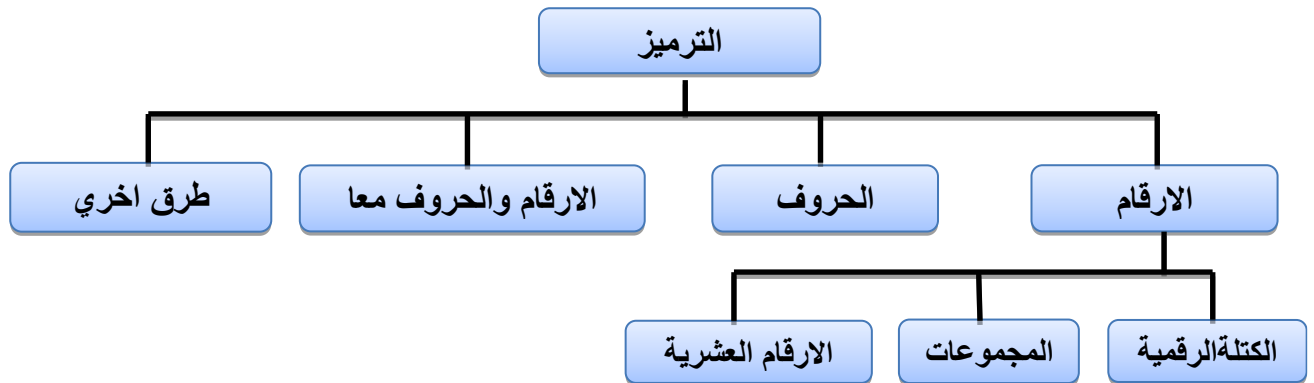 الترميز
الارقام
الحروف
الارقام والحروف معا
طرق اخري
الكتلةالرقمية
المجموعات
الارقام العشرية